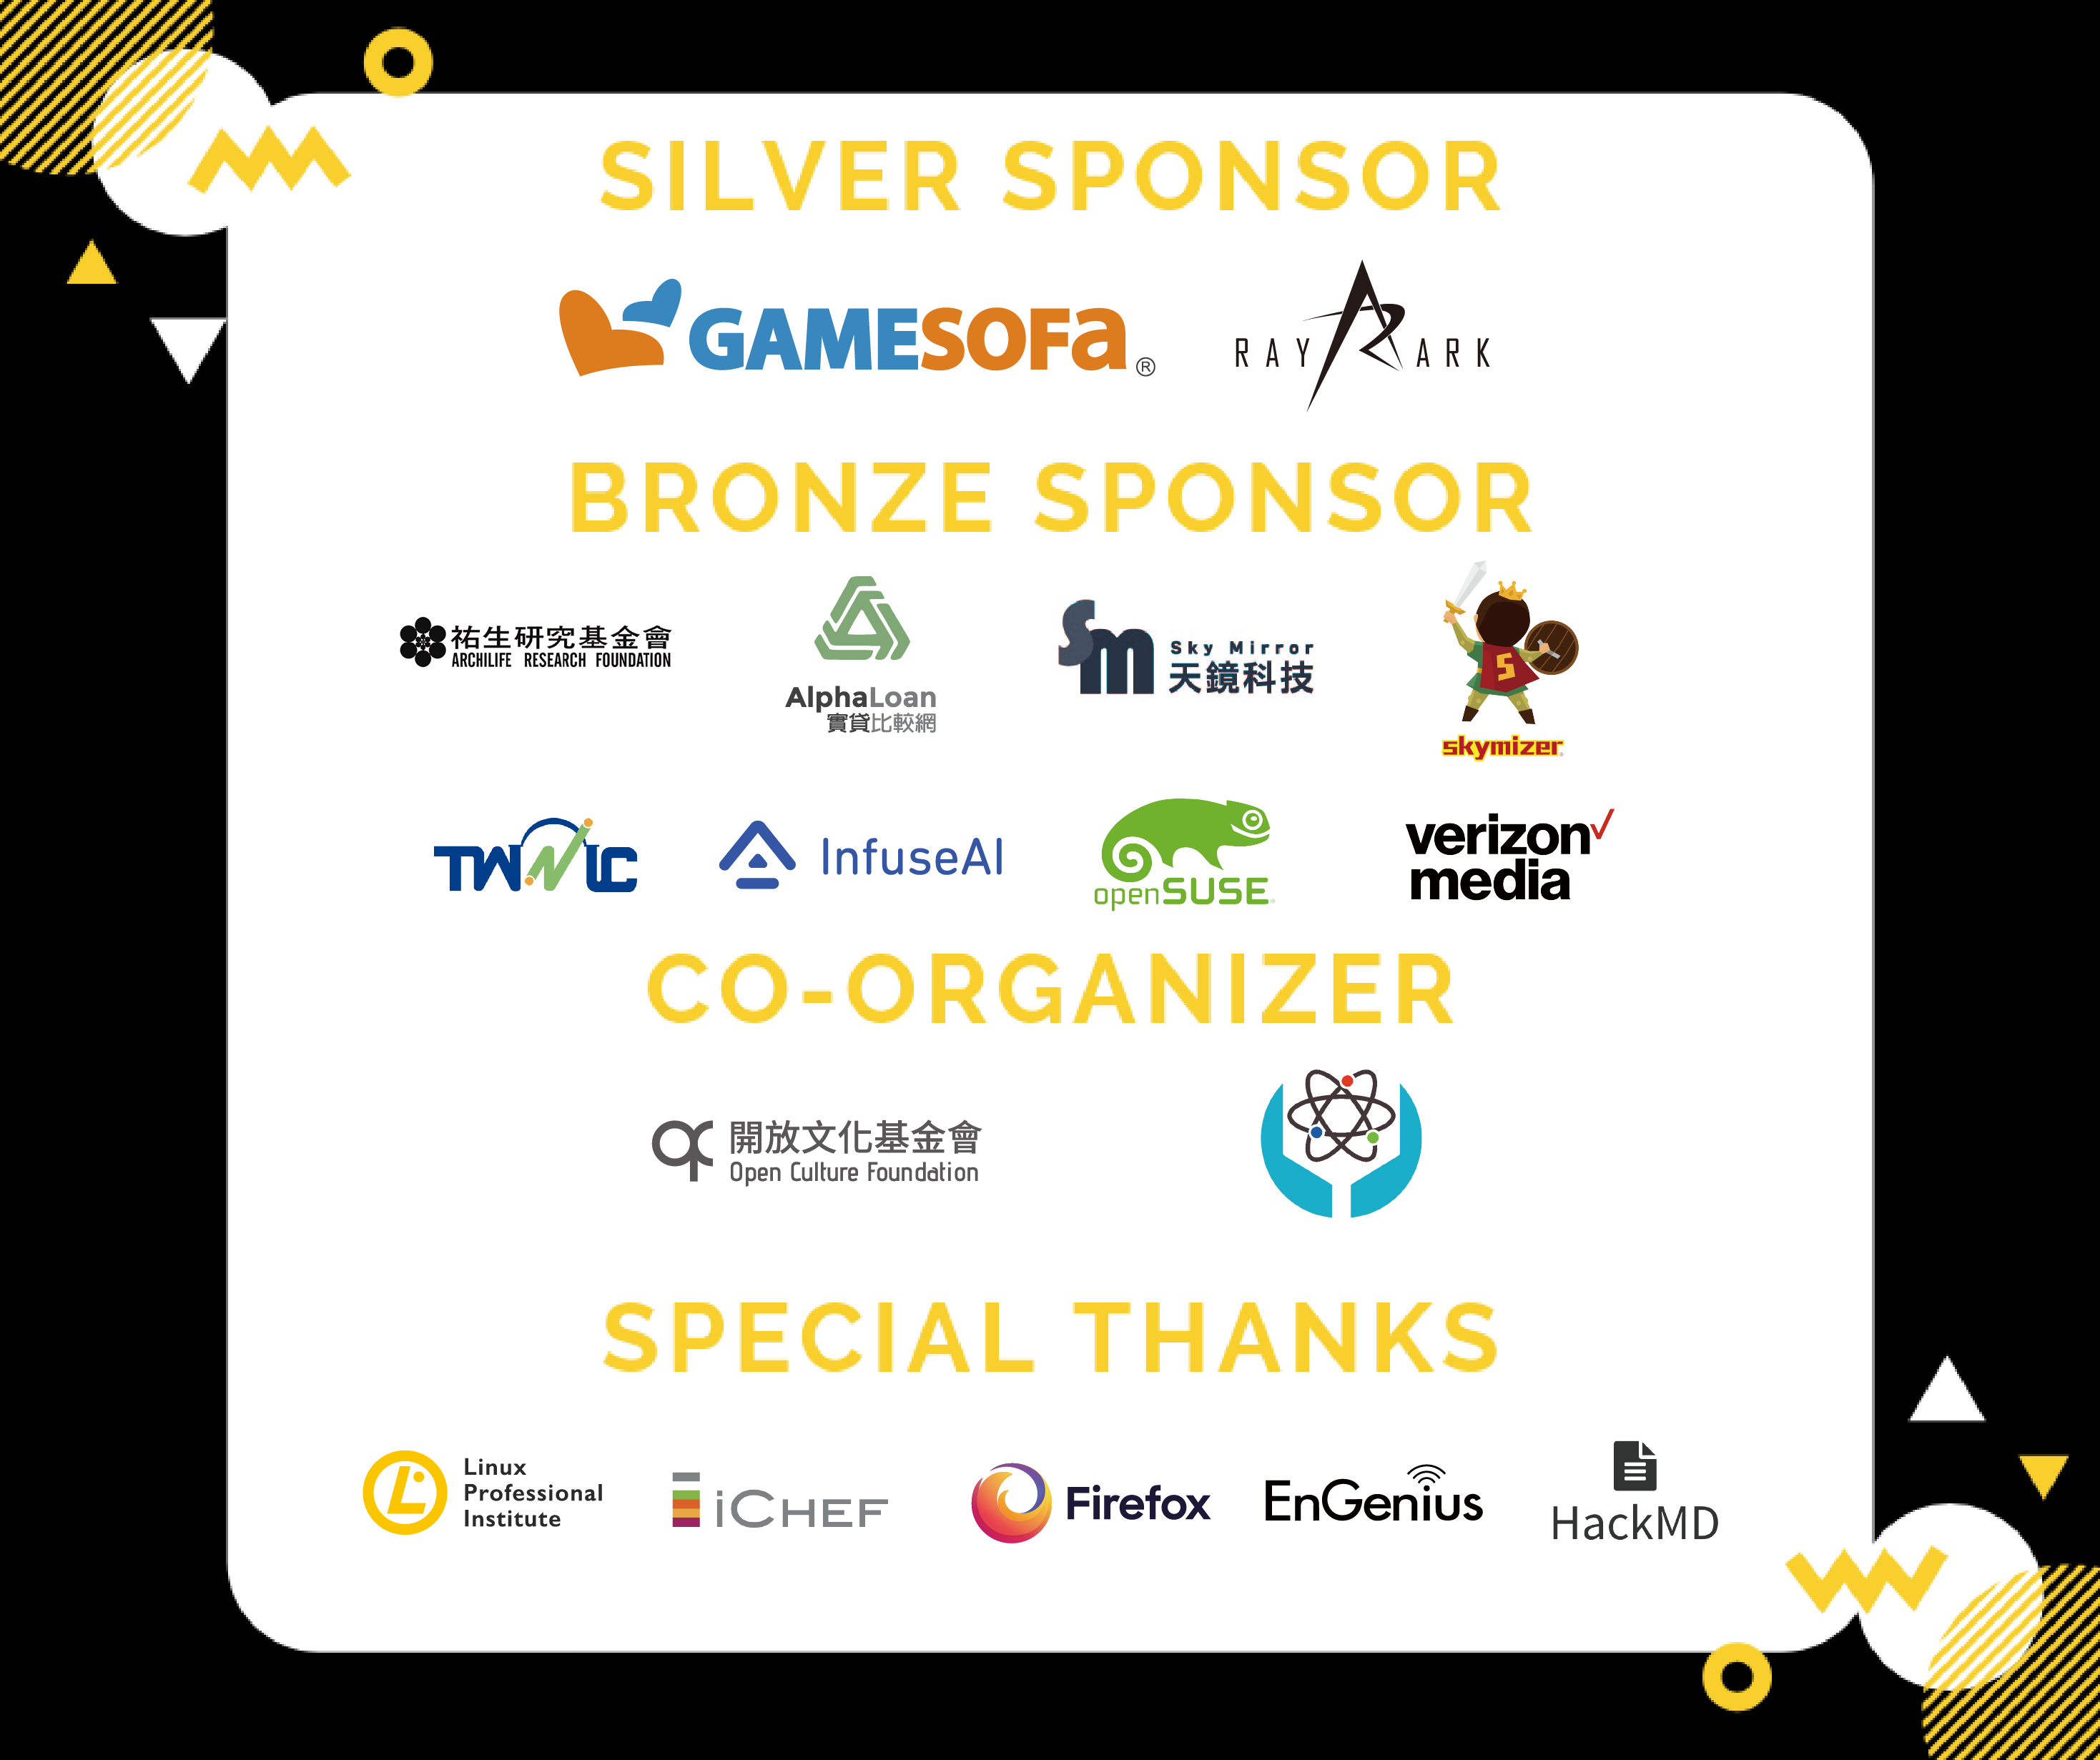 SILVER SPONSOR
GAMESOFa ®
RAY ARK
BRONZE SPONSOR
祐生研究基金會
ARCHILIFE RESEARCH FOUNDATION
AlphaLoan
實貸比較網
SM
Sky Mirror
天鏡科技
S
skymizer
TWNIC
InfuseAI
openSUSE
verizon
media
CO-ORGANIZER
開放文化基金會
Open Culture Foundation
SPECIAL THANKS
Linux
Professional
Institute
iCHEF
Firefox
EnGenius
HackMD